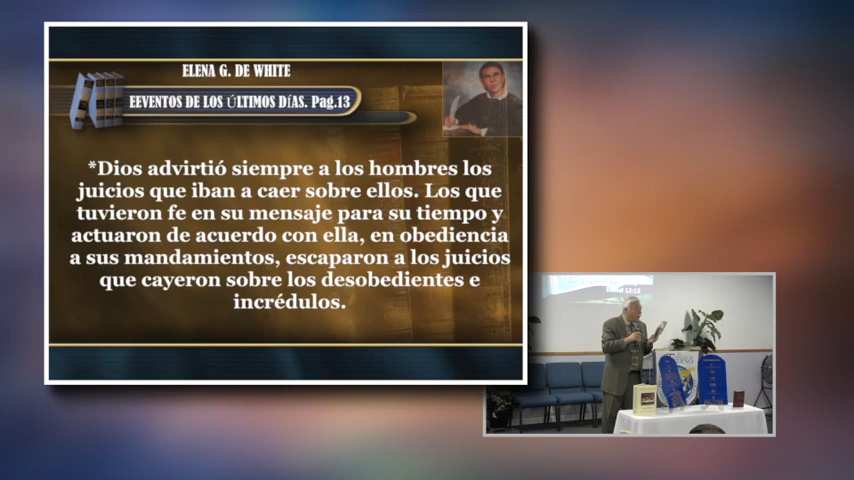 ELENA G. DE WHITE
EEVENTOS DE LOS ÚLTIMOS DÍAS. Pag.13
*Dios advirtió siempre a los hombres los
juicios que iban a caer sobre ellos. Los que
tuvieron fe en su mensaje para su tiempo y
actuaron de acuerdo con ella, en obediencia
a sus mandamientos, escaparon a los juicios
que cayeron sobre los desobedientes e
incrédulos.
12:13